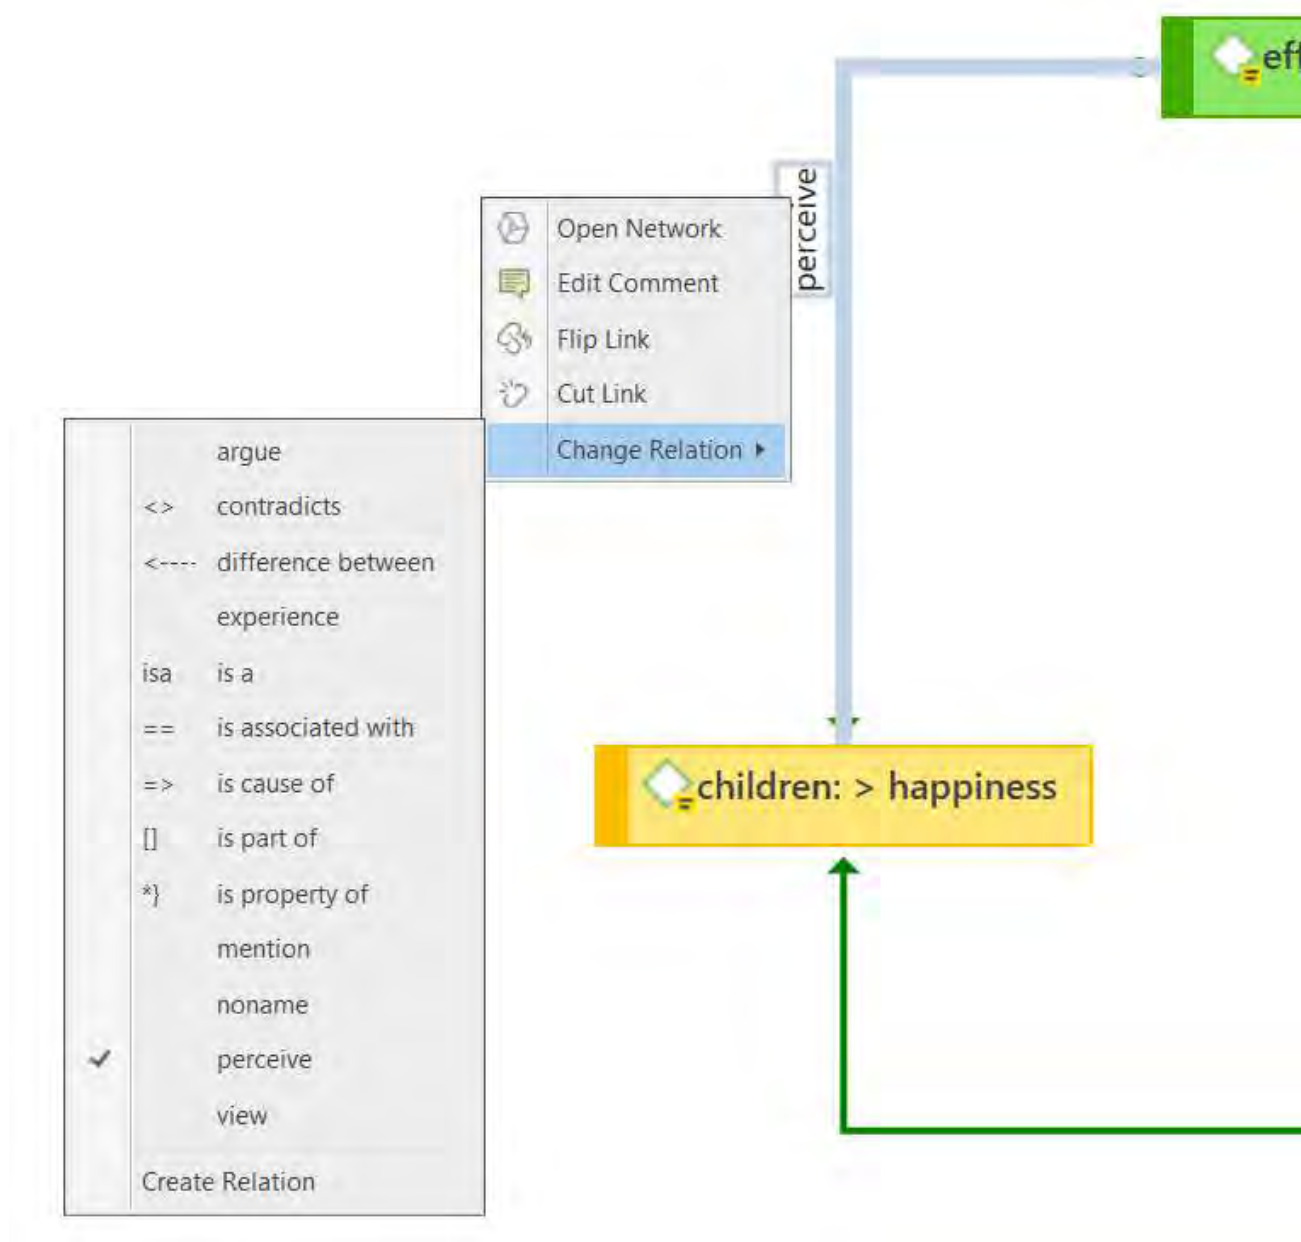 eff
perceive
Open Network
Edit Comment
Flip Link
Cut Link
Change Relation
argue
<> contradicts
<---- difference between
experience
isa is a
== is associated with
=> is cause of
[] is part of
*} is property of
mention
noname
perceive
view
Create Relation
children: > happiness